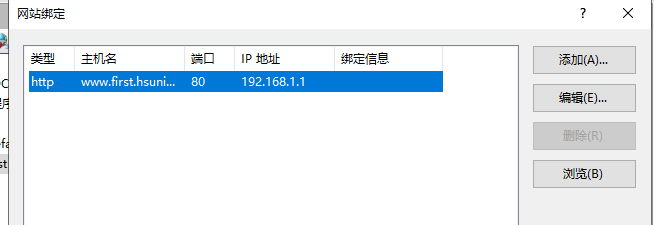 网站绑定
类型 主机名 端口 IP 地址 绑定信息
http www.first.hsuni... 80 192.168.1.1
添加(A)...
编辑(E)...
删除(R)
浏览(B)